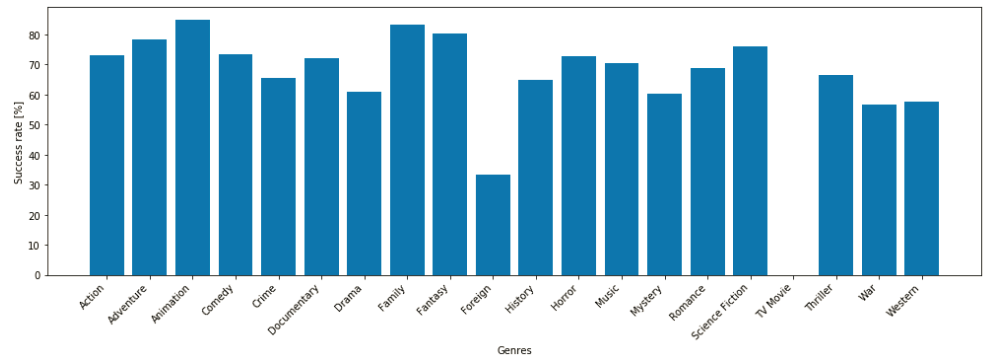 Success rate [%]
80
70
60
50
40
30
20
10
0
Action
Adventure
Animation
Comedy
Crime
Documentary
Drama
Family
Fantasy
Foreign
History
Horror
Music
Mystery
Romance
Science Fiction
TV Movie
Thriller
War
Western
Genres